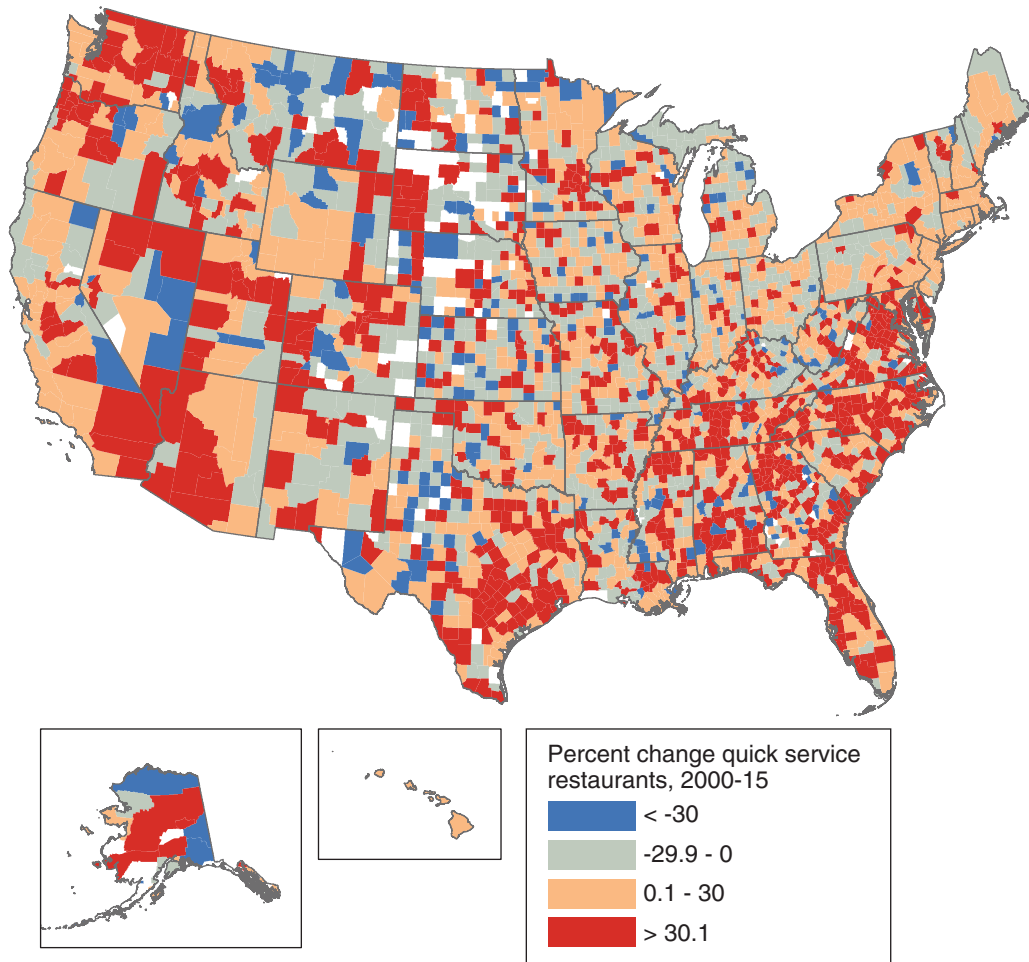 Percent change quick service
restaurants, 2000-15
< -30
-29.9 - 0
0.1 - 30
> 30.1